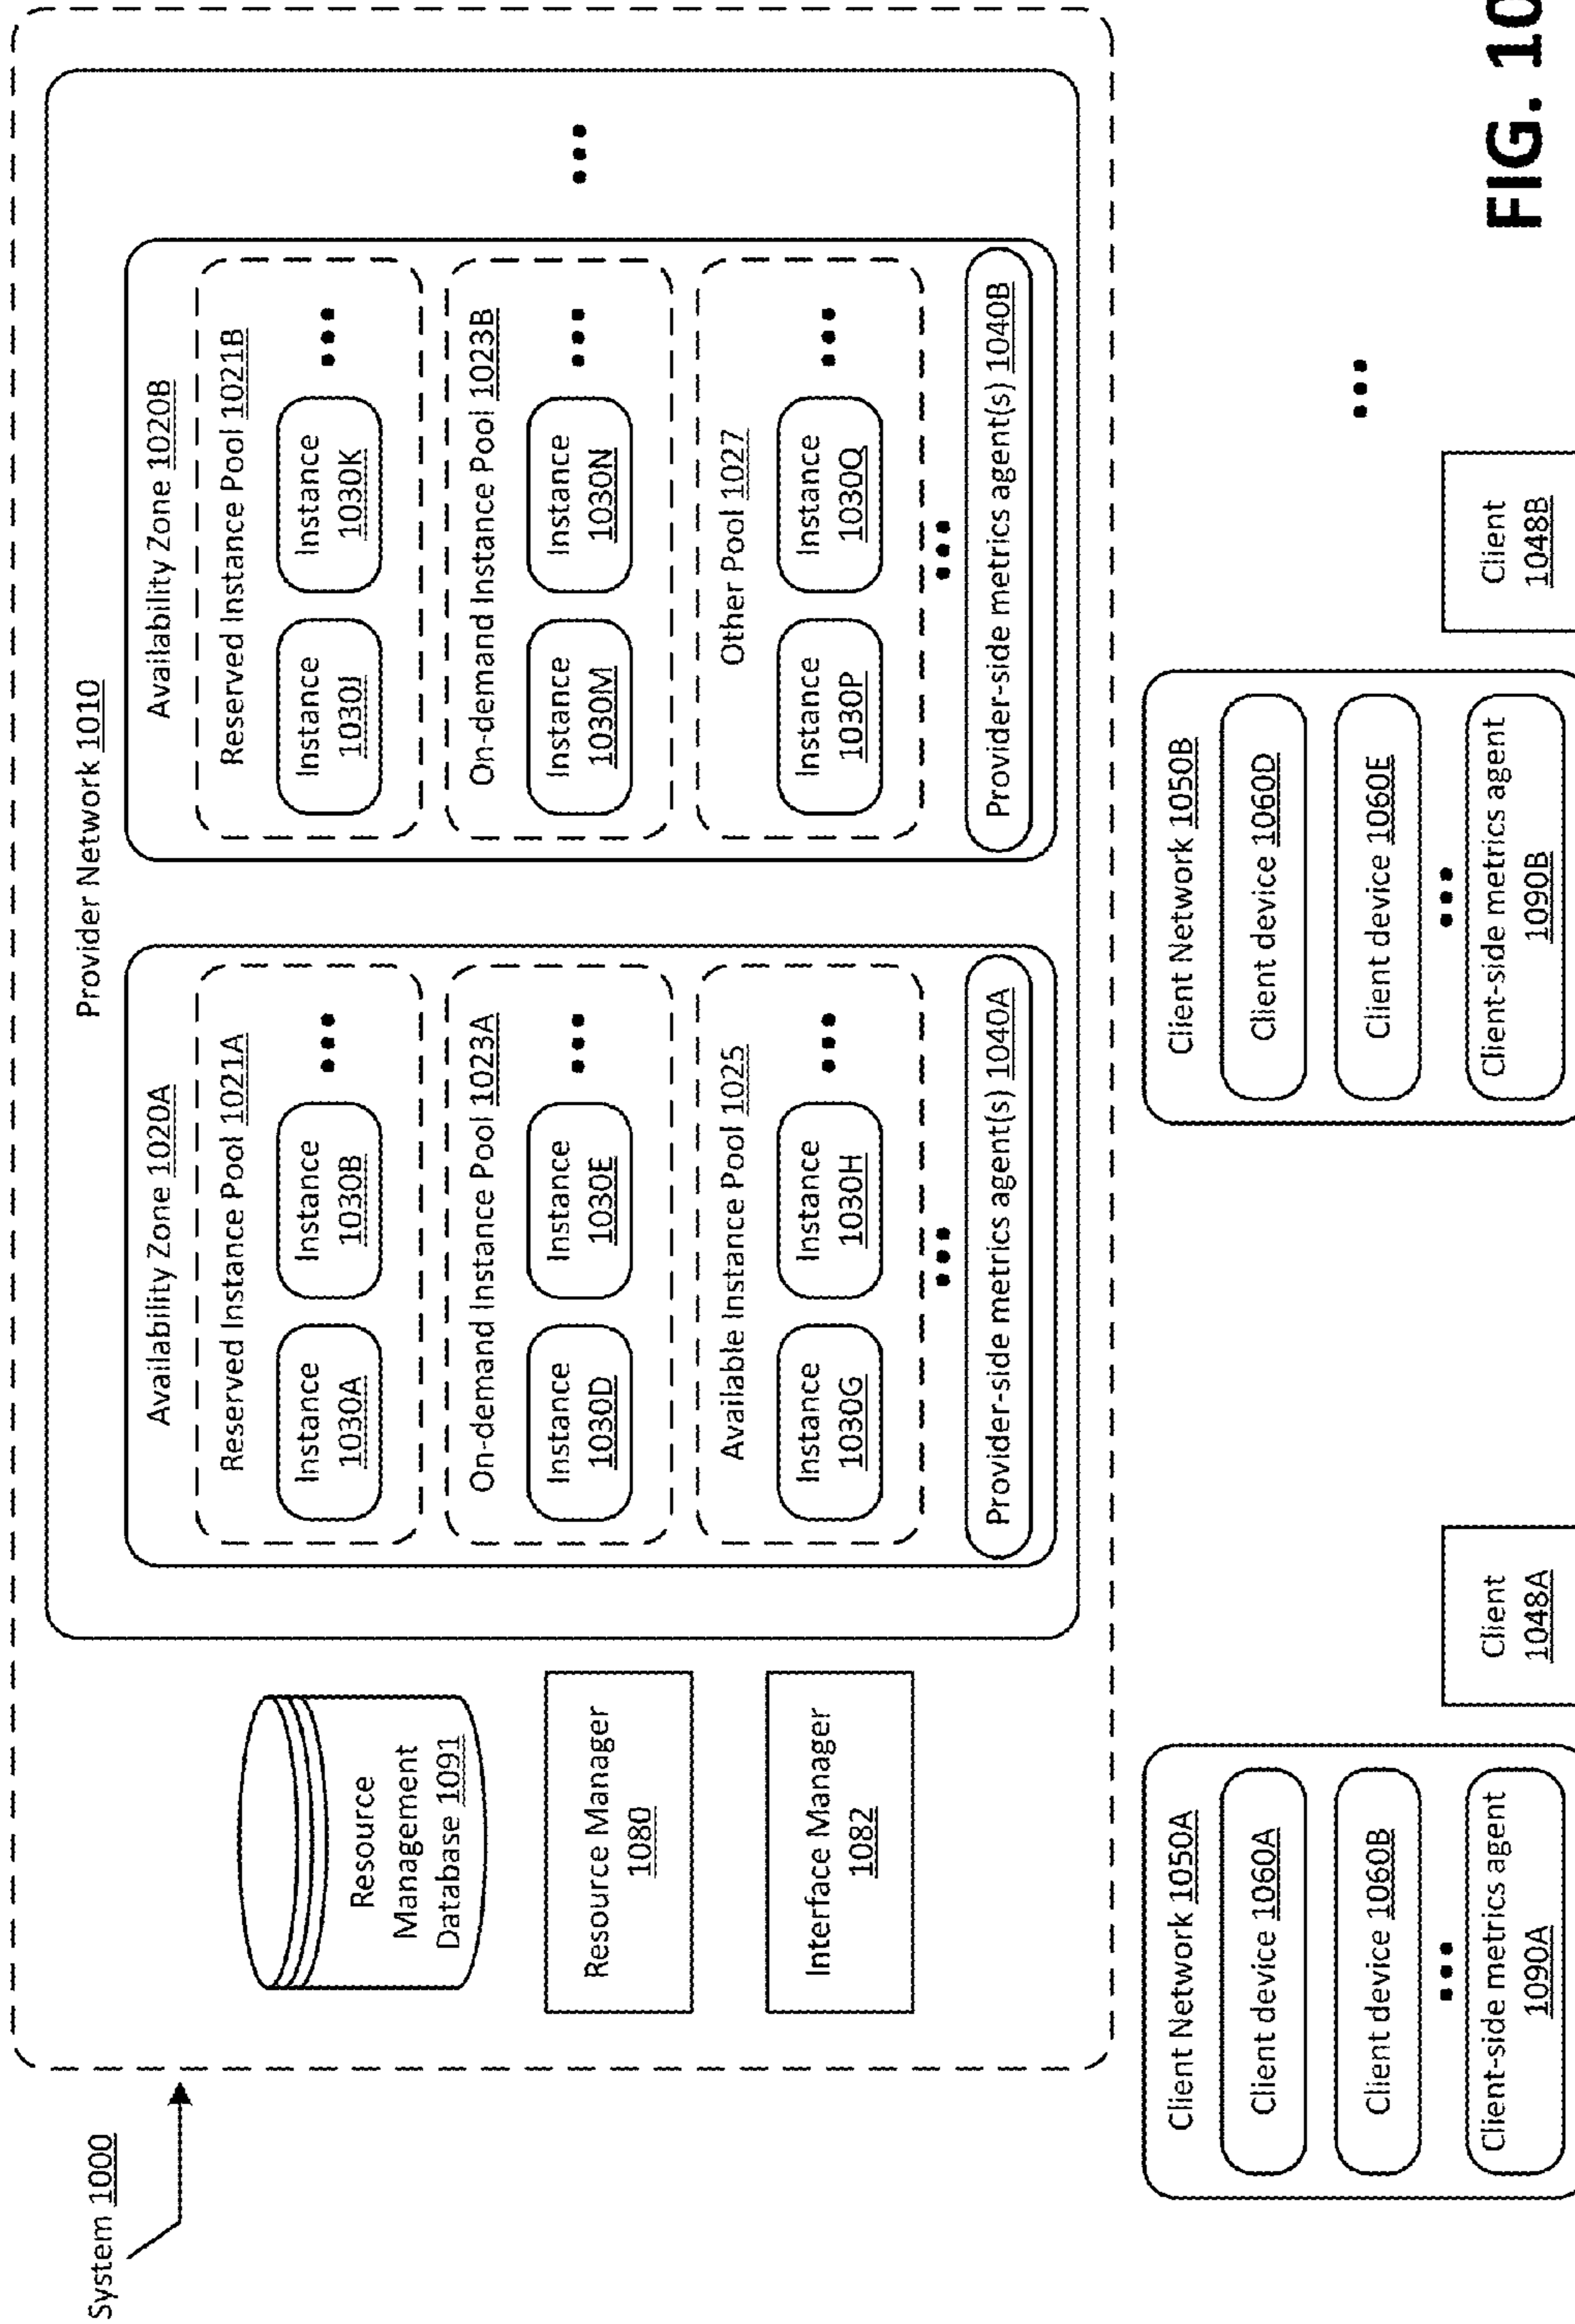 System 1000
Provider Network 1010
Resource
Management
Database 1091
Resource Manager
1080
Interface Manager
1082
Availability Zone 1020A
Reserved Instance Pool 1021A
Instance
1030A
Instance
1030B
On-demand Instance Pool 1023A
Instance
1030D
Instance
1030E
Available Instance Pool 1025
Instance
1030G
Instance
1030H
Provider-side metrics agent(s) 1040A
Availability Zone 1020B
Reserved Instance Pool 1021B
Instance
1030J
Instance
1030K
On-demand Instance Pool 1023B
Instance
1030M
Instance
1030N
Other Pool 1027
Instance
1030P
Instance
1030Q
Provider-side metrics agent(s) 1040B
Client Network 1050A
Client device 1060A
Client device 1060B
Client-side metrics agent
1090A
Client
1048A
Client Network 1050B
Client device 1060D
Client device 1060E
Client-side metrics agent
1090B
Client
1048B
FIG. 10